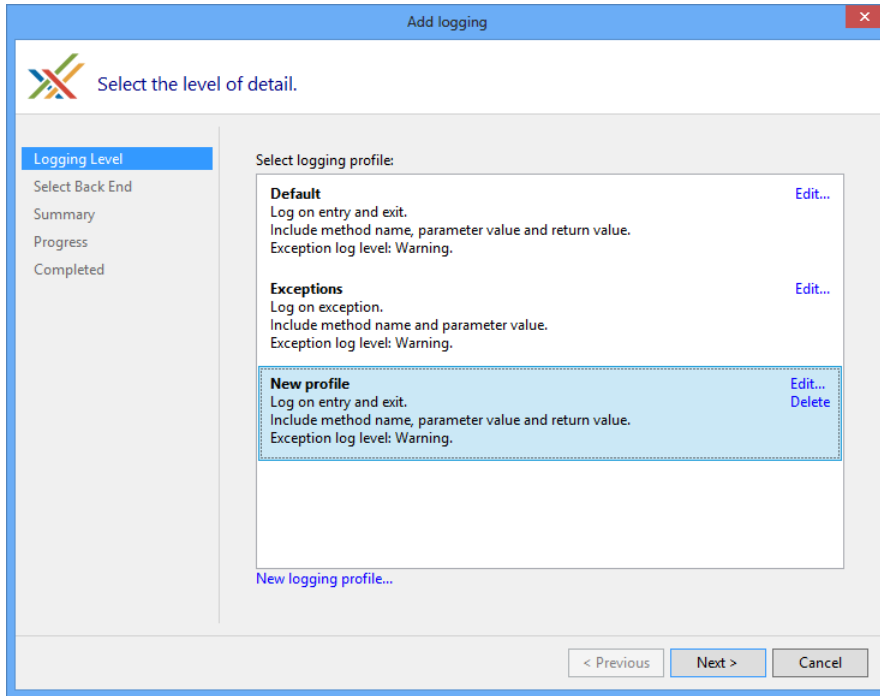 Add logging
Select the level of detail.
Logging Level
Select Back End
Summary
Progress
Completed
Select logging profile:
Default Edit...
Log on entry and exit.
Include method name, parameter value and return value.
Exception log level: Warning.
Exceptions Edit...
Log on exception.
Include method name and parameter value.
Exception log level: Warning.
New profile Edit...
Log on entry and exit. Delete
Include method name, parameter value and return value.
Exception log level: Warning.
New logging profile...
< Previous Next > Cancel